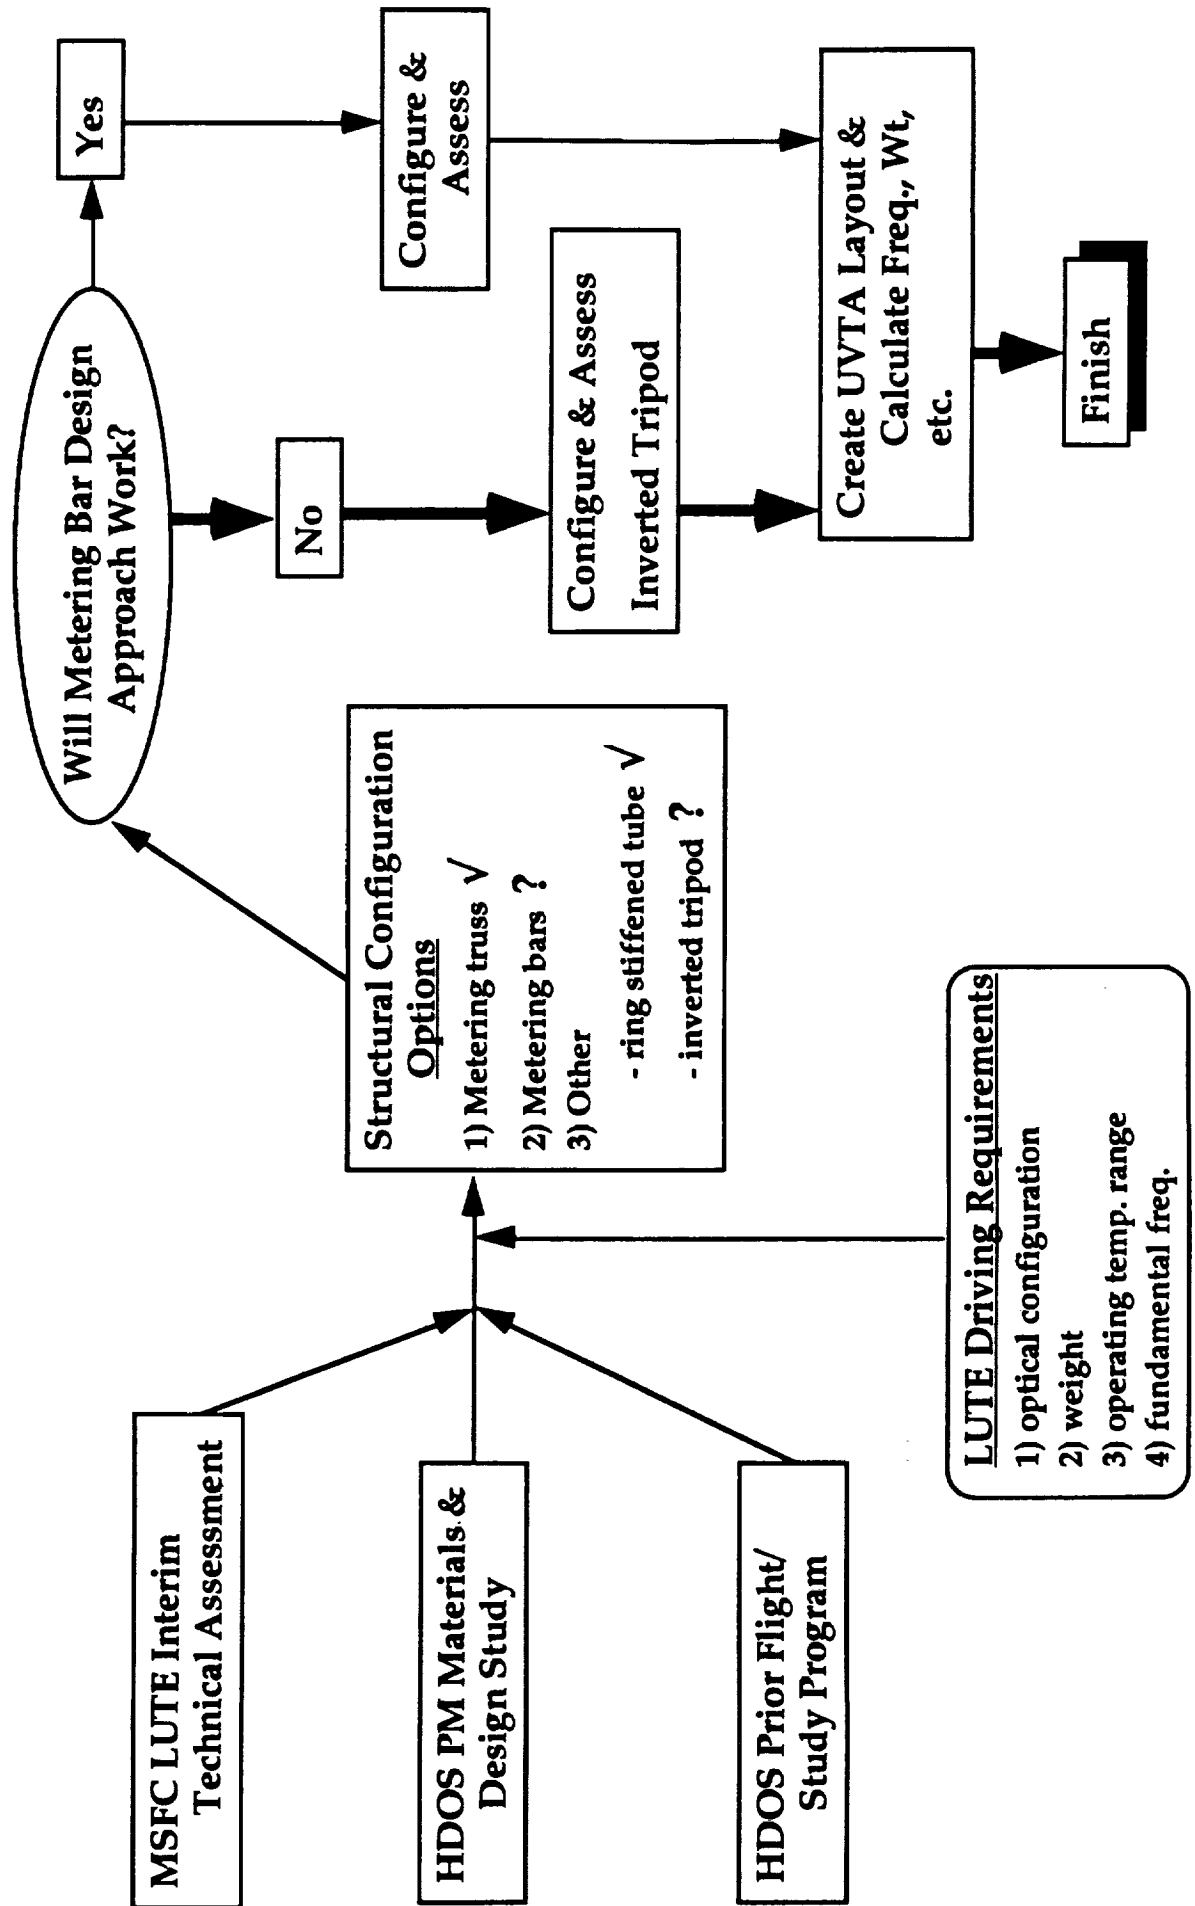 MSFC LUTE Interim
Technical Assessment
HDOS PM Materials &
Design Study
HDOS Prior Flight/
Study Program
LUTE Driving Requirements
1) optical configuration
2) weight
3) operating temp. range
4) fundamental freq.
Structural Configuration
Options
1) Metering truss √
2) Metering bars ?
3) Other
- ring stiffened tube √
- inverted tripod ?
Will Metering Bar Design
Approach Work?
Yes
No
Configure &
Assess
Configure & Assess
Inverted Tripod
Create UVTA Layout &
Calculate Freq., Wt,
etc.
Finish